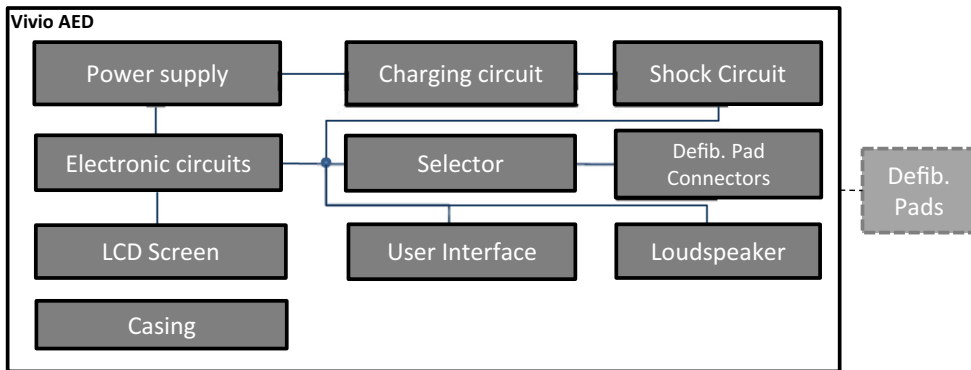 Vivio AED
Power supply
Charging circuit
Shock Circuit
Electronic circuits
Selector
Defib. Pad
Connectors
Defib.
Pads
LCD Screen
User Interface
Loudspeaker
Casing